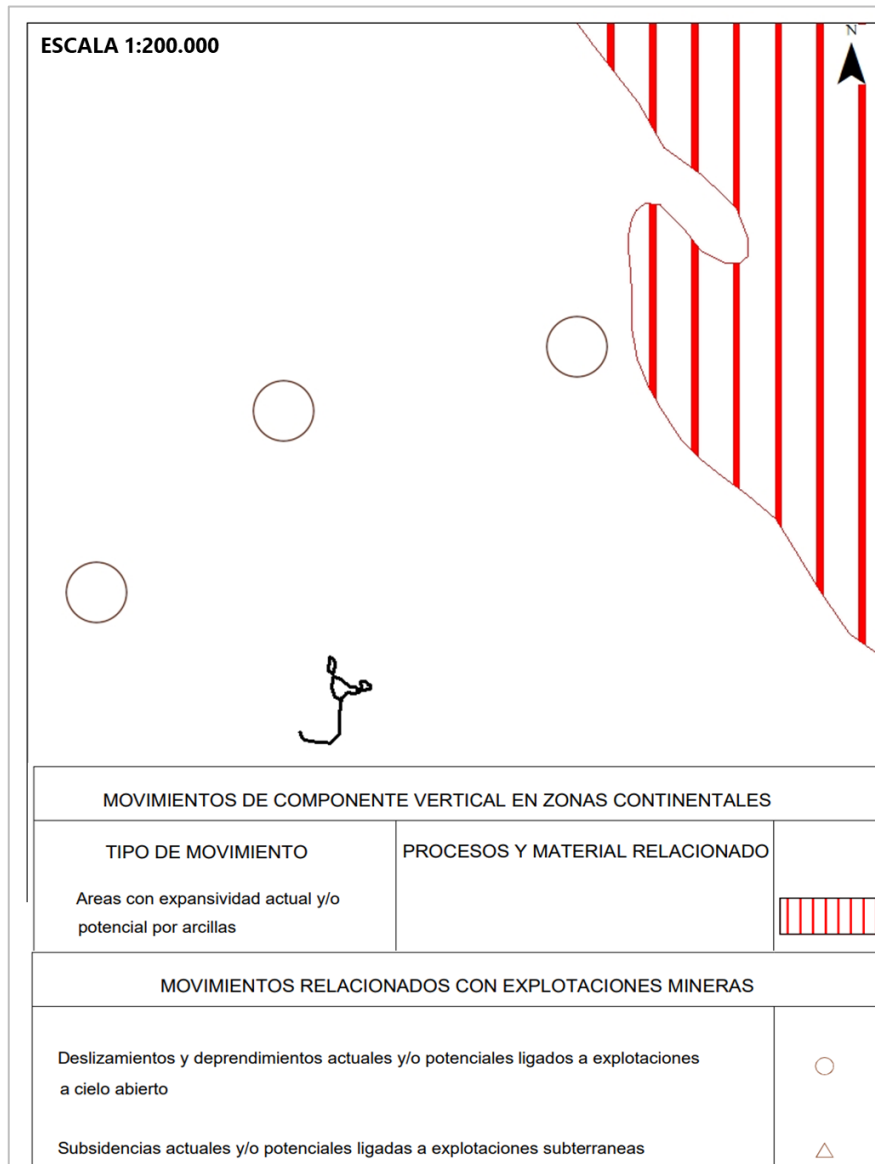 ESCALA 1:200.000
N
MOVIMIENTOS DE COMPONENTE VERTICAL EN ZONAS CONTINENTALES
TIPO DE MOVIMIENTO
PROCESOS Y MATERIAL RELACIONADO
Areas con expansividad actual y/o
potencial por arcillas
MOVIMIENTOS RELACIONADOS CON EXPLOTACIONES MINERAS
Deslizamientos y deprendimientos actuales y/o potenciales ligados a explotaciones
a cielo abierto
Subsidencias actuales y/o potenciales ligadas a explotaciones subterraneas